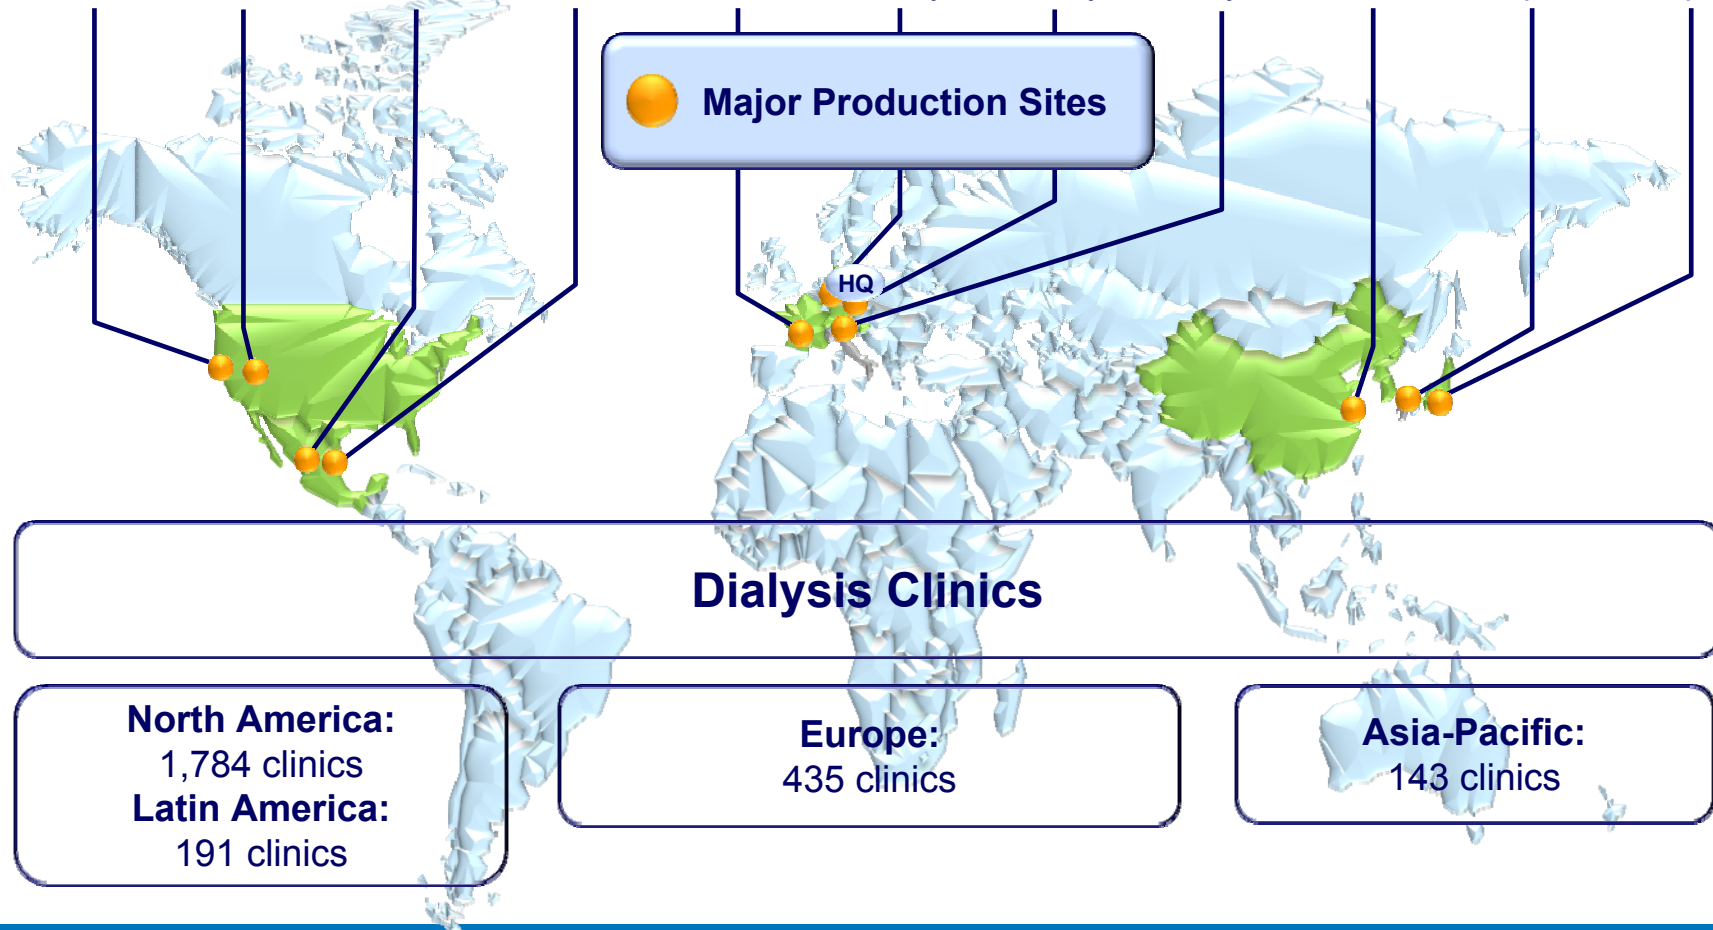 Major Production Sites
HQ
Dialysis Clinics
North America:
1,784 clinics
Latin America:
191 clinics
Europe:
435 clinics
Asia-Pacific:
143 clinics